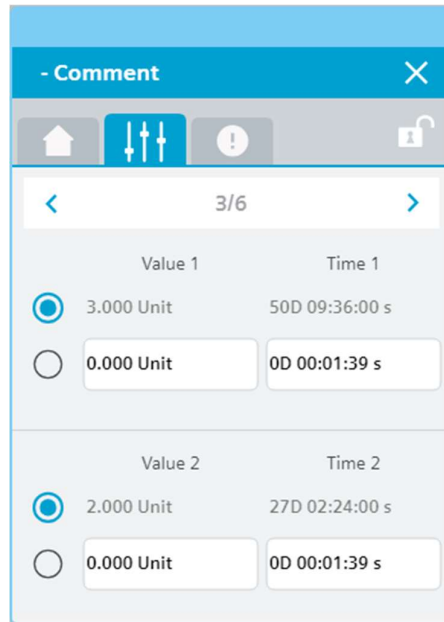 - Comment
3/6
Value 1 Time 1
3.000 Unit 50D 09:36:00 s
0.000 Unit 0D 00:01:39 s
Value 2 Time 2
2.000 Unit 27D 02:24:00 s
0.000 Unit 0D 00:01:39 s